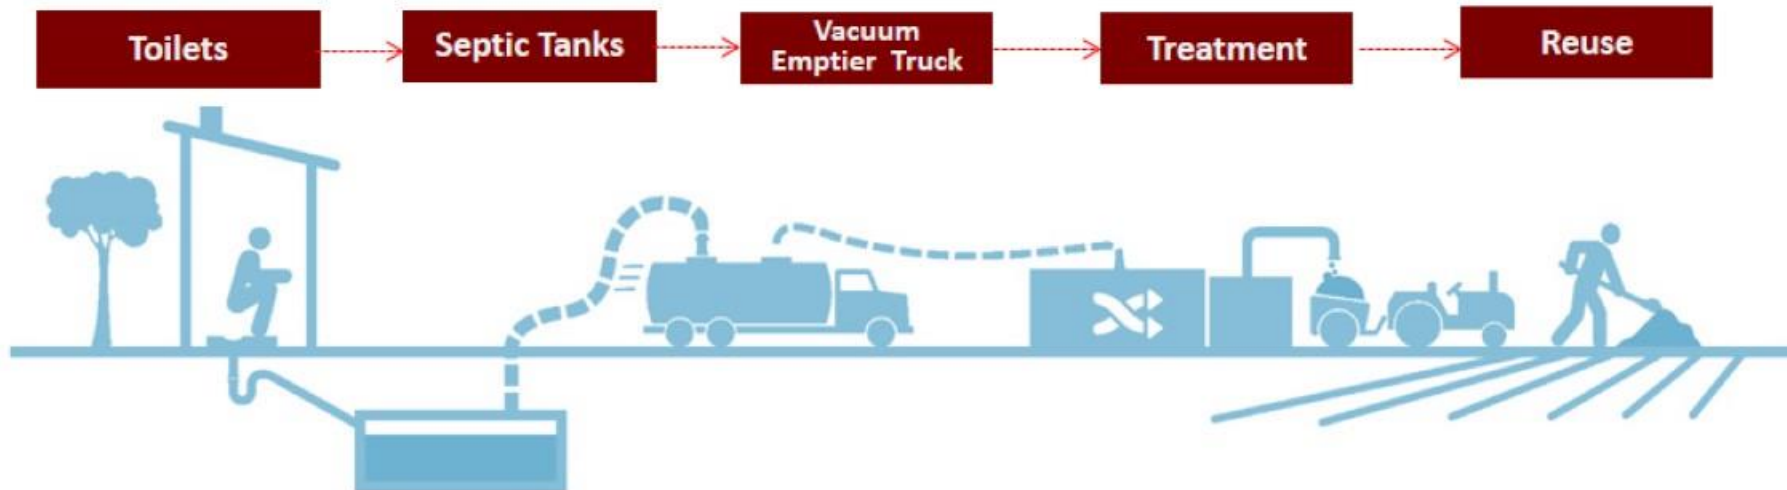 Toilets
Septic Tanks
Vacuum
Emptier Truck
Treatment
Reuse